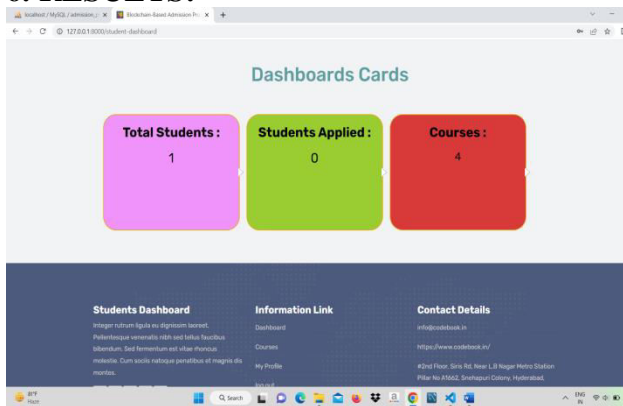 localhost / MySQL / admission_
Blockchain-Based Admission Pr
127.0.0.1:8000/student-dashboard
Dashboards Cards
Total Students :
1
Students Applied :
0
Courses :
4
Students Dashboard
Integer rutrum ligula eu dignissim laoreet.
Pellentesque venenatis nibh sed tellus faucibus
bibendum. Sed fermentum est vitae rhoncus
molestie. Cum sociis natoque penatibus et magnis dis
montes.
Information Link
Dashboard
Courses
My Profile
logout
Contact Details
info@codebook.in
https://www.codebook.in/
#2nd Floor, Siris Rd, Near L.B Nagar Metro Station
Pillar No A1662, Snehapuri Colony, Hyderabad,
81°F
Haze
Search
ENG
IN